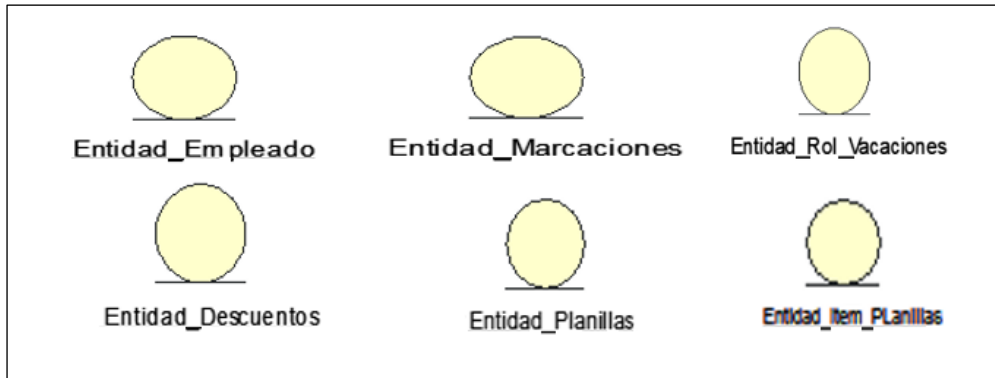 Entidad_Empleado
Entidad_Marcaciones
Entidad_Rol_Vacaciones
Entidad_Descuentos
Entidad_Planillas
Entidad_Item_PLanillas